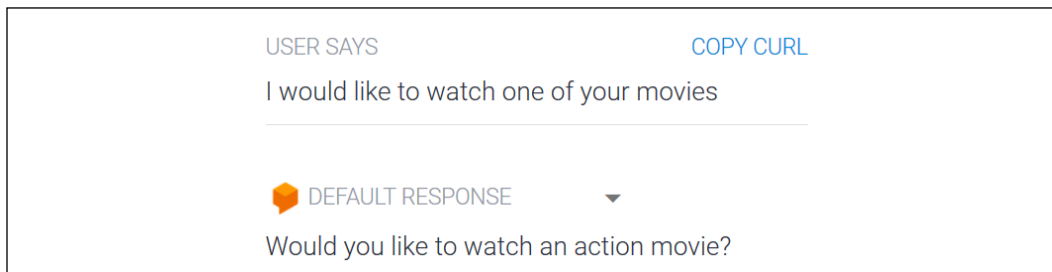 USER SAYS COPY CURL
I would like to watch one of your movies
DEFAULT RESPONSE
Would you like to watch an action movie?